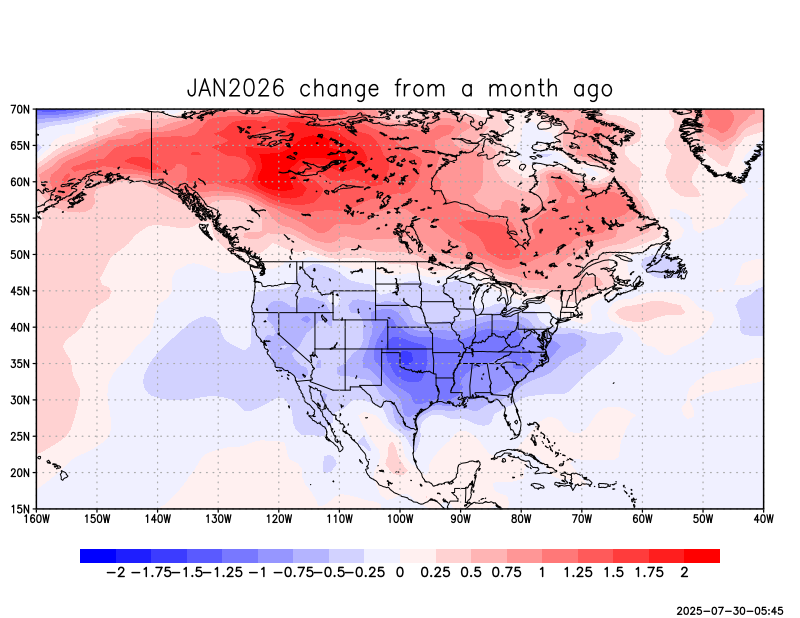 JAN2026 change from a month ago
70N
65N
60N
55N
50N
45N
40N
35N
30N
25N
20N
15N
160W 150W 140W 130W 120W 110W 100W 90W 80W 70W 60W 50W 40W
−2 −1.75 −1.5 −1.25 −1 −0.75 −0.5 −0.25 0 0.25 0.5 0.75 1 1.25 1.5 1.75 2
2025-07-30-05:45